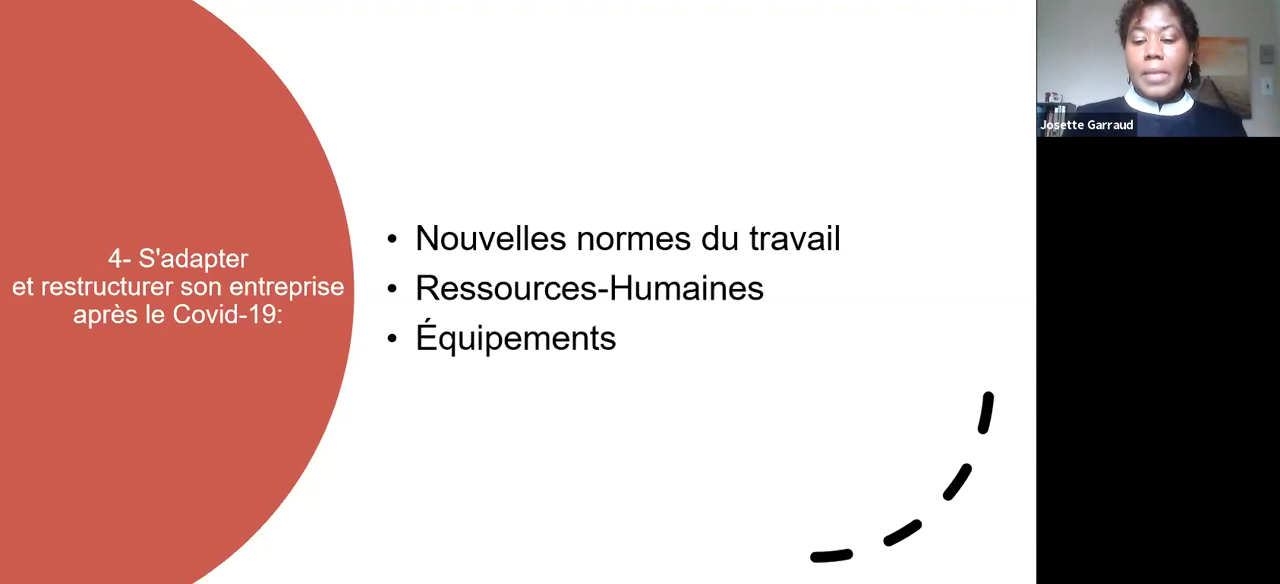 4- S'adapter
et restructurer son entreprise
après le Covid-19:
• Nouvelles normes du travail
• Ressources-Humaines
• Équipements
Josette Garraud